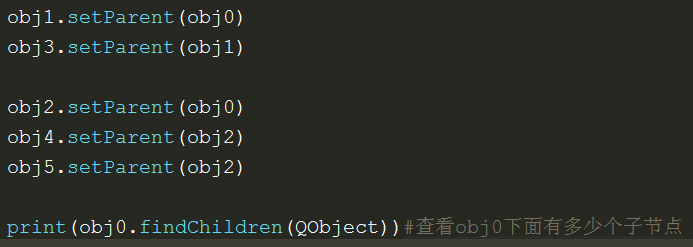 obj1.setParent(obj0)
obj3.setParent(obj1)
obj2.setParent(obj0)
obj4.setParent(obj2)
obj5.setParent(obj2)
print(obj0.findChildren(QObject))#查看obj0下面有多少个子节点